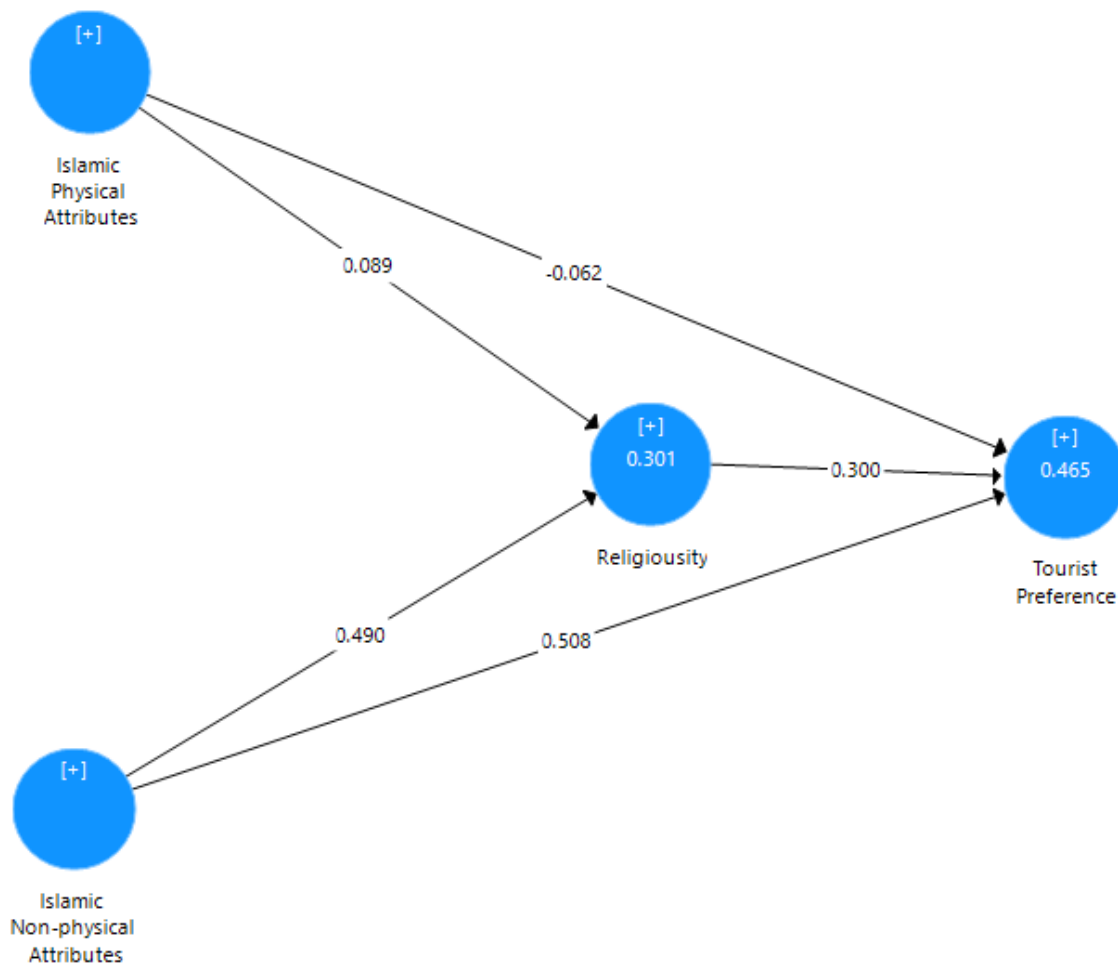 [+]
Islamic
Physical
Attributes
0.089
-0.062
[+]
0.301
Religiousity
0.300
[+]
0.465
Tourist
Preference
0.490
0.508
[+]
Islamic
Non-physical
Attributes